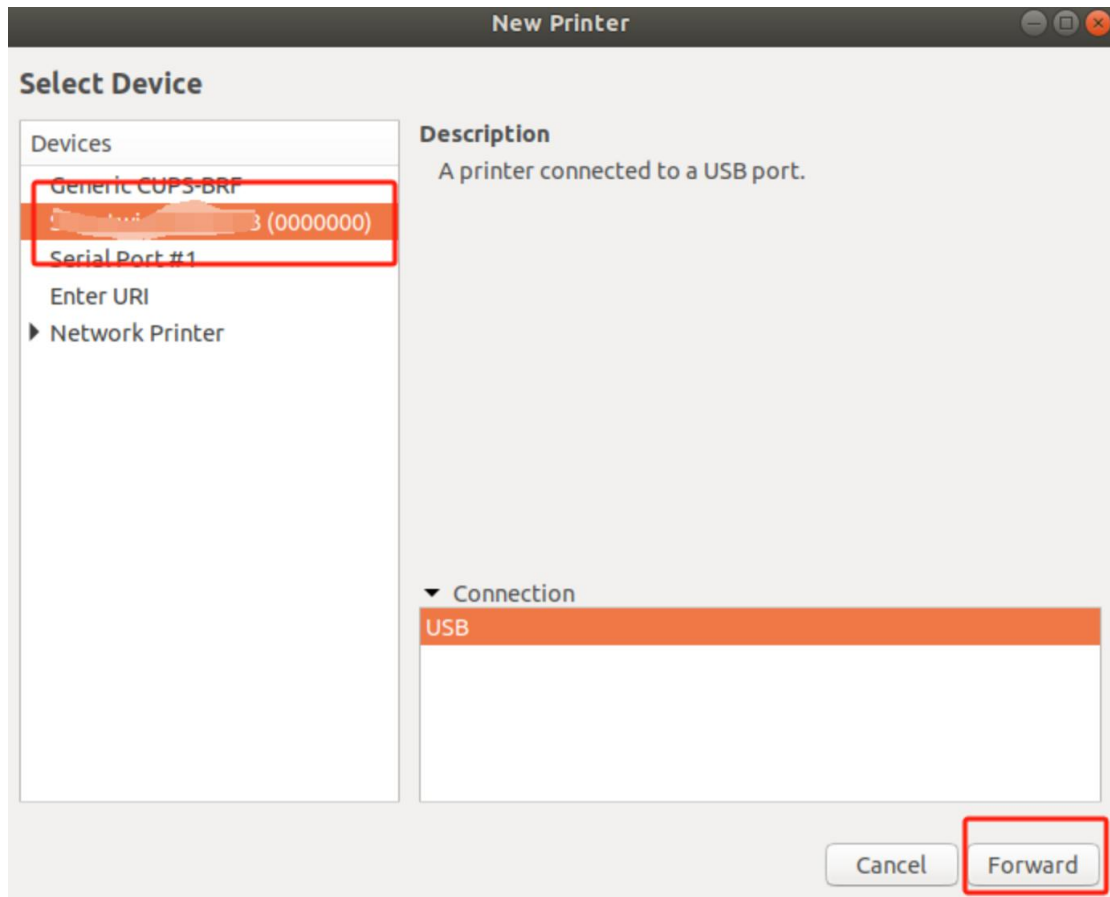 New Printer
Select Device
Devices
Generic CUPS-BRF
(0000000)
Serial Port #1
Enter URI
Network Printer
Description
A printer connected to a USB port.
Connection
USB
Cancel
Forward